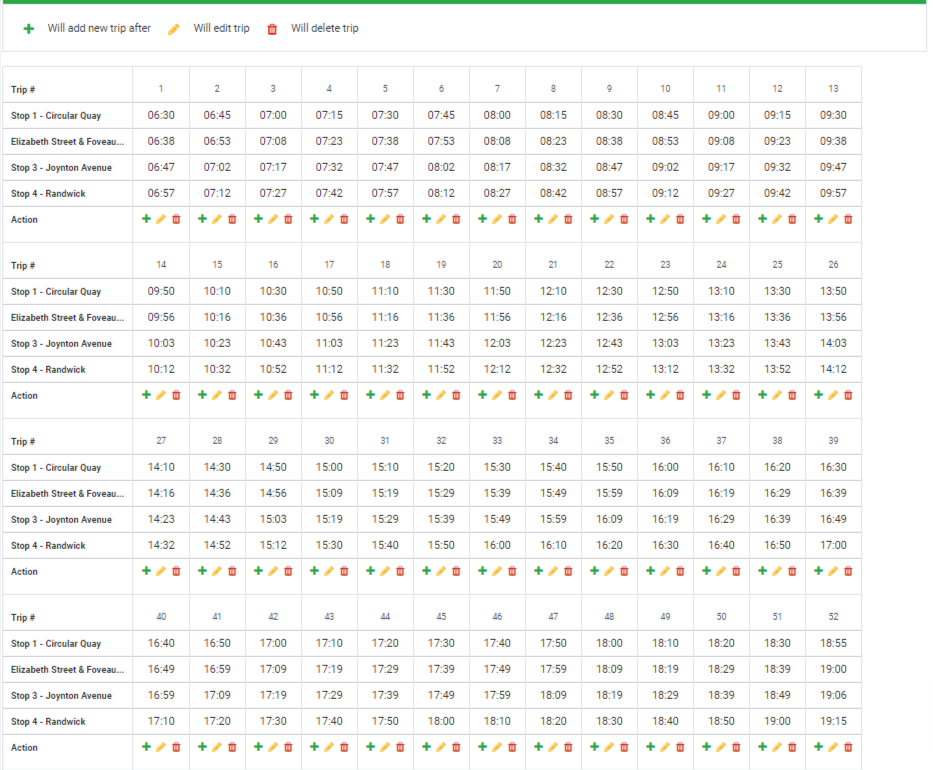 Will add new trip after Will edit trip Will delete trip
Trip # 1 2 3 4 5 6 7 8 9 10 11 12 13
Stop 1 - Circular Quay 06:30 06:45 07:00 07:15 07:30 07:45 08:00 08:15 08:30 08:45 09:00 09:15 09:30
Elizabeth Street & Foveau... 06:38 06:53 07:08 07:23 07:38 07:53 08:08 08:23 08:38 08:53 09:08 09:23 09:38
Stop 3 - Joynton Avenue 06:47 07:02 07:17 07:32 07:47 08:02 08:17 08:32 08:47 09:02 09:17 09:32 09:47
Stop 4 - Randwick 06:57 07:12 07:27 07:42 07:57 08:12 08:27 08:42 08:57 09:12 09:27 09:42 09:57
Action
Trip # 14 15 16 17 18 19 20 21 22 23 24 25 26
Stop 1 - Circular Quay 09:50 10:10 10:30 10:50 11:10 11:30 11:50 12:10 12:30 12:50 13:10 13:30 13:50
Elizabeth Street & Foveau... 09:56 10:16 10:36 10:56 11:16 11:36 11:56 12:16 12:36 12:56 13:16 13:36 13:56
Stop 3 - Joynton Avenue 10:03 10:23 10:43 11:03 11:23 11:43 12:03 12:23 12:43 13:03 13:23 13:43 14:03
Stop 4 - Randwick 10:12 10:32 10:52 11:12 11:32 11:52 12:12 12:32 12:52 13:12 13:32 13:52 14:12
Action
Trip # 27 28 29 30 31 32 33 34 35 36 37 38 39
Stop 1 - Circular Quay 14:10 14:30 14:50 15:00 15:10 15:20 15:30 15:40 15:50 16:00 16:10 16:20 16:30
Elizabeth Street & Foveau... 14:16 14:36 14:56 15:09 15:19 15:29 15:39 15:49 15:59 16:09 16:19 16:29 16:39
Stop 3 - Joynton Avenue 14:23 14:43 15:03 15:19 15:29 15:39 15:49 15:59 16:09 16:19 16:29 16:39 16:49
Stop 4 - Randwick 14:32 14:52 15:12 15:30 15:40 15:50 16:00 16:10 16:20 16:30 16:40 16:50 17:00
Action
Trip # 40 41 42 43 44 45 46 47 48 49 50 51 52
Stop 1 - Circular Quay 16:40 16:50 17:00 17:10 17:20 17:30 17:40 17:50 18:00 18:10 18:20 18:30 18:55
Elizabeth Street & Foveau... 16:49 16:59 17:09 17:19 17:29 17:39 17:49 17:59 18:09 18:19 18:29 18:39 19:00
Stop 3 - Joynton Avenue 16:59 17:09 17:19 17:29 17:39 17:49 17:59 18:09 18:19 18:29 18:39 18:49 19:06
Stop 4 - Randwick 17:10 17:20 17:30 17:40 17:50 18:00 18:10 18:20 18:30 18:40 18:50 19:00 19:15
Action